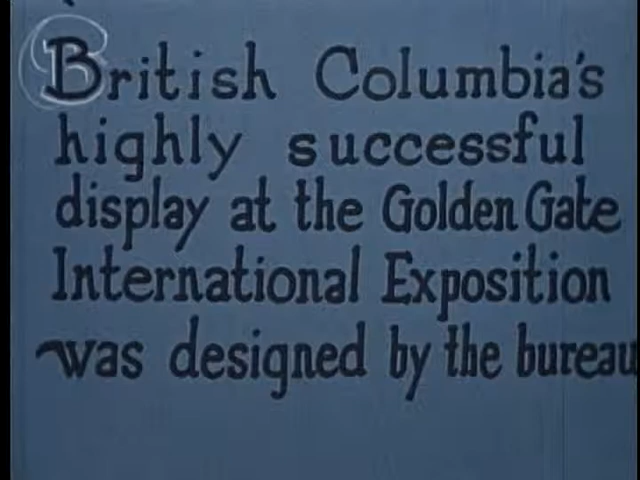 British Columbia's
highly successful
display at the Golden Gate
International Exposition
was designed by the bureau